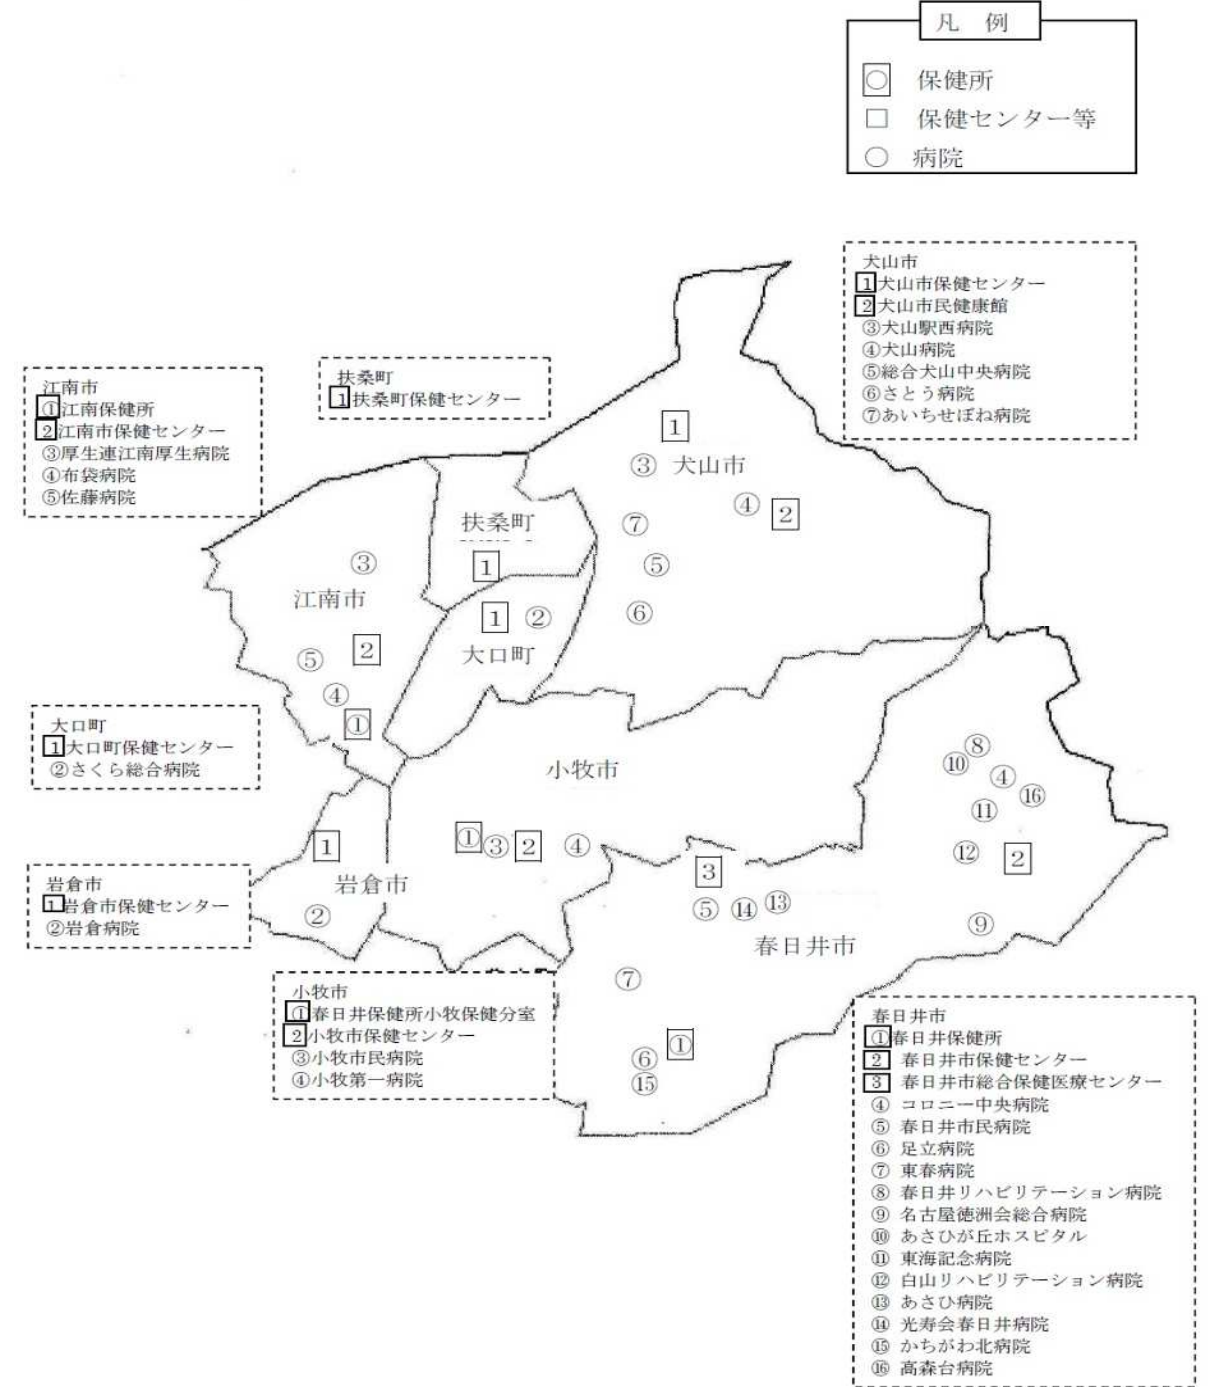 凡 例
保健所
保健センター等
病院
犬山市
1犬山市保健センター
2犬山市民健康館
③犬山駅西病院
④犬山病院
⑤総合犬山中央病院
⑥さとう病院
⑦あいちせぼね病院
扶桑町
1扶桑町保健センター
江南市
①江南保健所
2江南市保健センター
③厚生連江南厚生病院
④布袋病院
⑤佐藤病院
1
③ 犬山市
④ 2
⑦
⑤
⑥
扶桑町
1
③
江南市
⑤ 2
④
①
1 ②
大口町
大口町
1大口町保健センター
②さくら総合病院
小牧市
① ③ 2 ④
1
岩倉市
②
岩倉市
1岩倉市保健センター
②岩倉病院
⑧
⑩ ④
⑯
⑪
⑫ 2
⑨
3
⑤ ⑭ ⑬
春日井市
⑦
①
⑥
⑮
小牧市
①春日井保健所小牧保健分室
2小牧市保健センター
③小牧市民病院
④小牧第一病院
春日井市
①春日井保健所
2 春日井市保健センター
3 春日井市総合保健医療センター
④ コロニー中央病院
⑤ 春日井市民病院
⑥ 足立病院
⑦ 東春病院
⑧ 春日井リハビリテーション病院
⑨ 名古屋徳洲会総合病院
⑩ あさひが丘ホスピタル
⑪ 東海記念病院
⑫ 白山リハビリテーション病院
⑬ あさひ病院
⑭ 光寿会春日井病院
⑮ かちがわ北病院
⑯ 高森台病院